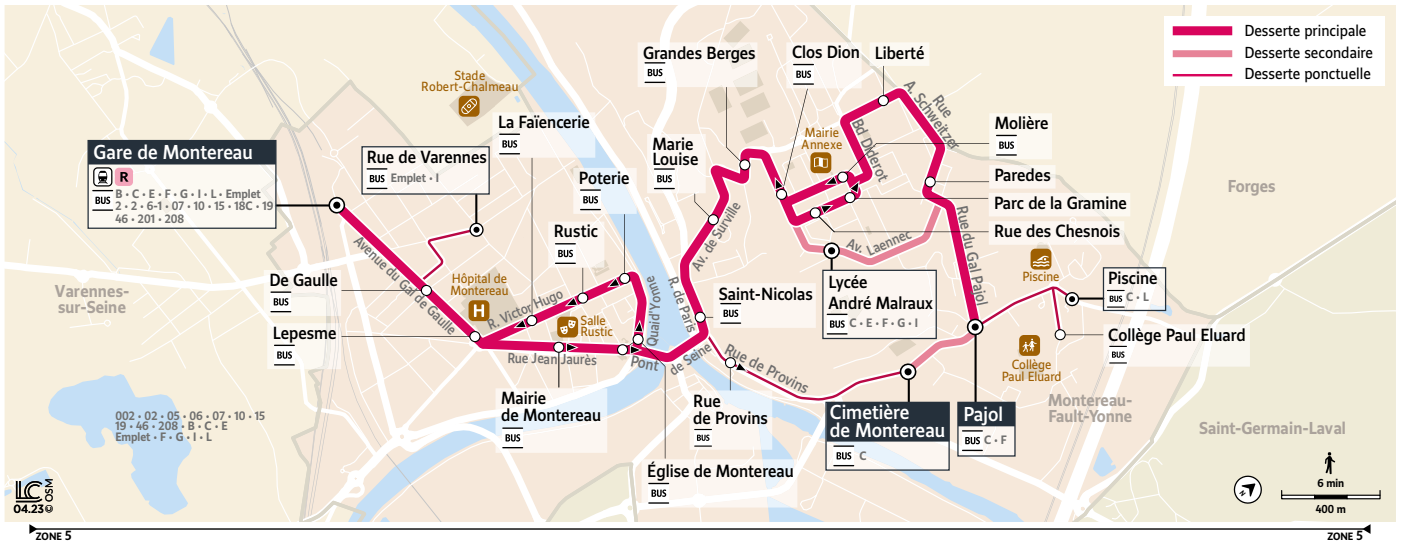 Desserte principale
Desserte secondaire
Desserte ponctuelle
Grandes Berges
BUS
Clos Dion
BUS
Liberté
Stade
Robert-Chalmeau
A. Schweitzer
Rue
La Faïencerie
BUS
Mairie
Annexe
Bd Diderot
Molière
BUS
Gare de Montereau
R
BUS
B • C • E • F • G • I • L • Emplet
2 • 2 • 6-1 • 07 • 10 • 15 • 18C • 19
46 • 201 • 208
Rue de Varennes
BUS Emplet • I
Marie
Louise
BUS
Poterie
BUS
Paredes
Forges
Parc de la Gramine
Rustic
BUS
Rue des Chesnois
Avenue du Gal de Gaulle
Av. de Surville
Av. Laennec
Rue du Gal Pajol
Piscine
Piscine
BUS C • L
De Gaulle
BUS
Hôpital de
Montereau
H
R. Victor Hugo
Quai d'Yonne
R. de Paris
Varennes-
sur-Seine
Saint-Nicolas
BUS
Lycée
André Malraux
BUS C • E • F • G • I
Salle
Rustic
Lepesme
BUS
Collège Paul Eluard
BUS
Rue Jean Jaurès
Pont
de Seine
Rue de Provins
Collège
Paul Eluard
Mairie
de Montereau
BUS
Rue
de Provins
BUS
Cimetière
de Montereau
BUS C
Pajol
BUS C • F
Montereau-
Fault-Yonne
Saint-Germain-Laval
002 • 02 • 05 • 06 • 07 • 10 • 15
19 • 46 • 208 • B • C • E
Emplet • F • G • I • L
Église de Montereau
BUS
N
6 min
400 m
LC
OSM
04.23
©
ZONE 5
ZONE 5